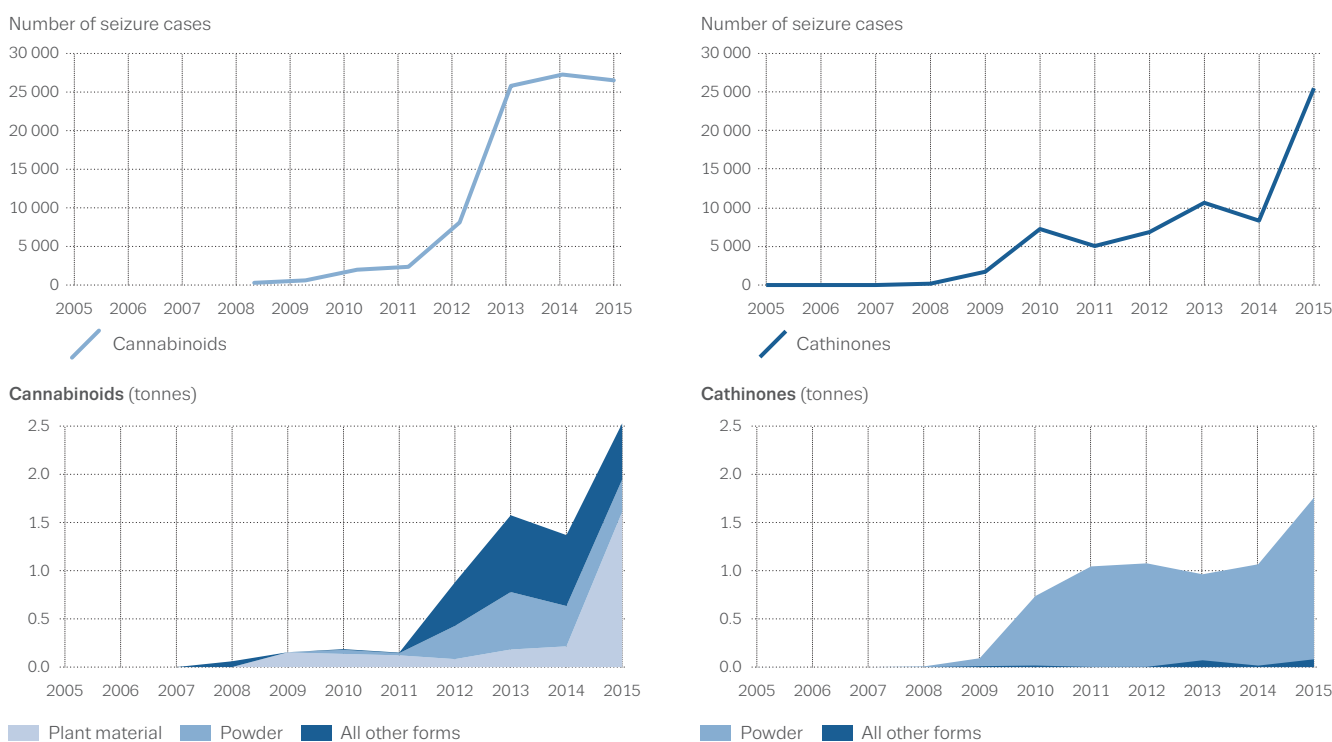 Number of seizure cases
30 000
25 000
20 000
15 000
10 000
5 000
0
2005 2006 2007 2008 2009 2010 2011 2012 2013 2014 2015
Cannabinoids
Number of seizure cases
30 000
25 000
20 000
15 000
10 000
5 000
0
2005 2006 2007 2008 2009 2010 2011 2012 2013 2014 2015
Cathinones
Cannabinoids (tonnes)
2.5
2.0
1.5
1.0
0.5
0.0
2005 2006 2007 2008 2009 2010 2011 2012 2013 2014 2015
Plant material Powder All other forms
Cathinones (tonnes)
2.5
2.0
1.5
1.0
0.5
0.0
2005 2006 2007 2008 2009 2010 2011 2012 2013 2014 2015
Powder All other forms